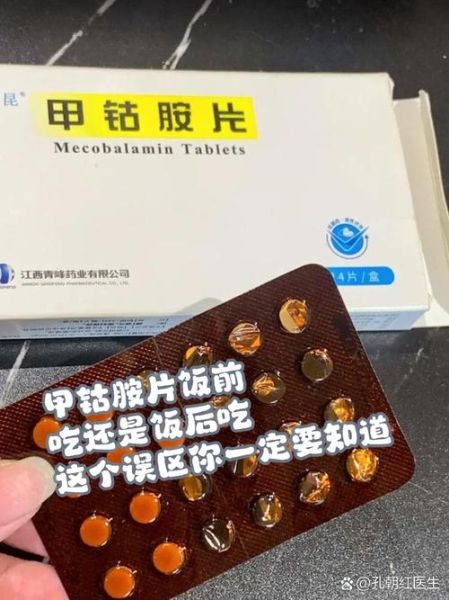 昆®
甲钴胺片
Mecobalamin Tablets
江西青峰药业有限公司
4片/盒
甲钴胺片饭前
吃还是饭后吃
这个误区你一定要知道
@孔朝红医生